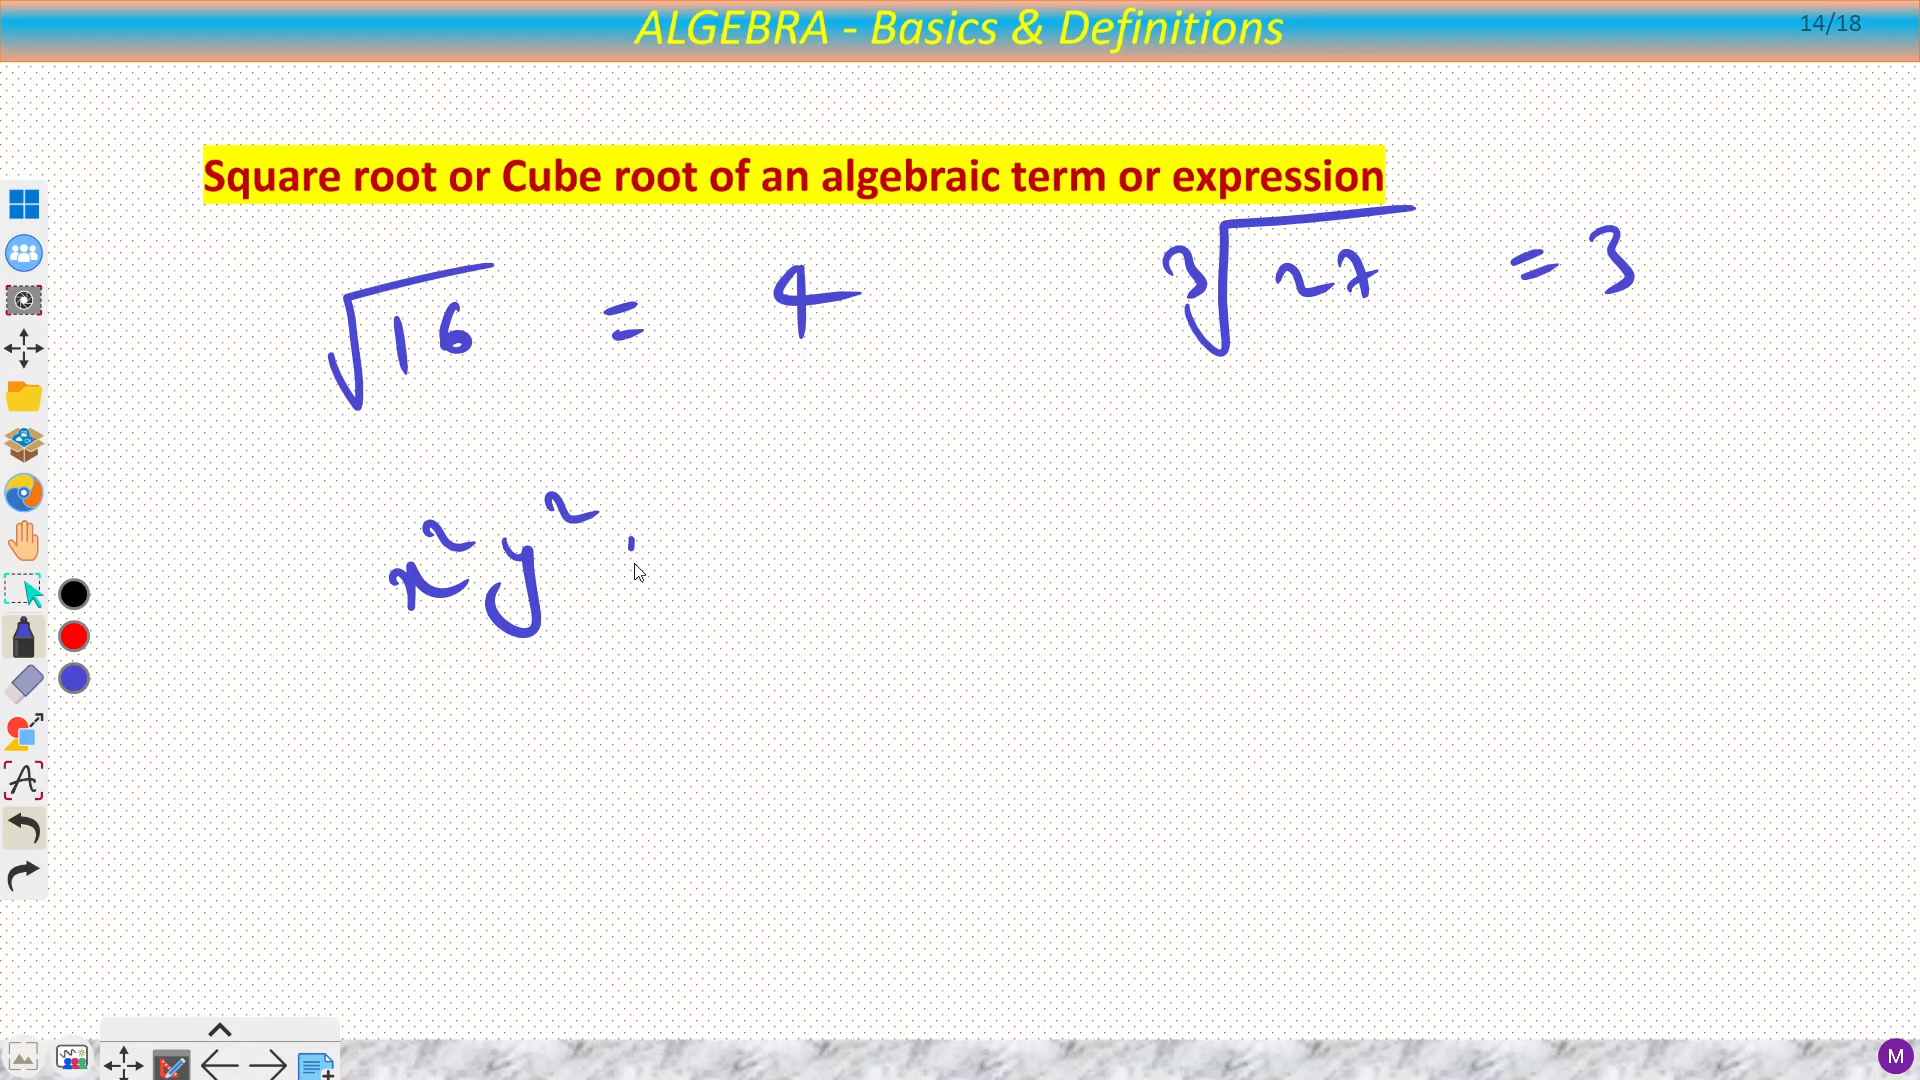 ALGEBRA - Basics & Definitions
14/18
Square root or Cube root of an algebraic term or expression
√16 = 4
∛27 = 3
x²y²
M